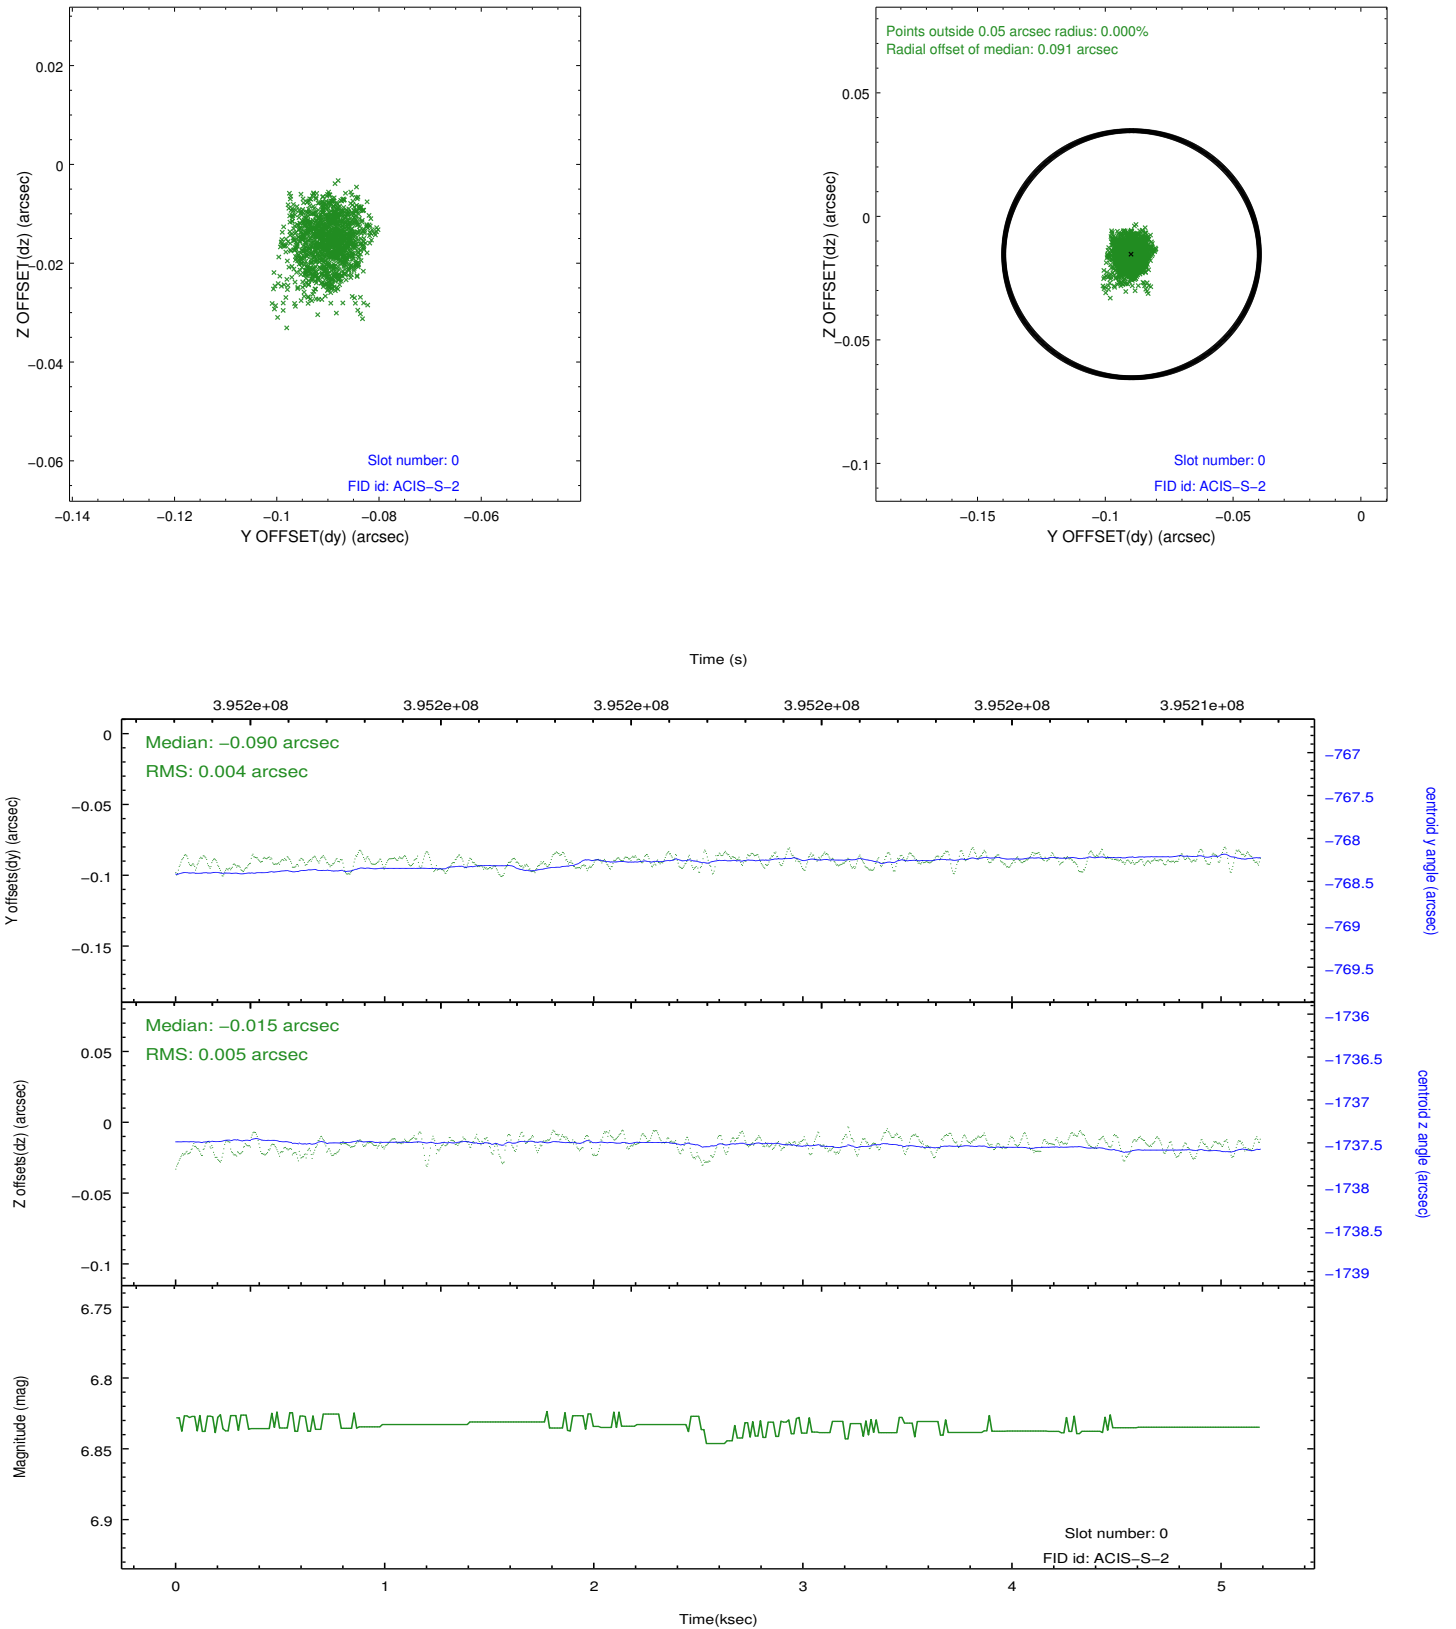 0.02
0
−0.02
−0.04
−0.06
Z OFFSET(dz) (arcsec)
Slot number: 0
FID id: ACIS−S−2
−0.14 −0.12 −0.1 −0.08 −0.06
Y OFFSET(dy) (arcsec)
Points outside 0.05 arcsec radius: 0.000%
Radial offset of median: 0.091 arcsec
0.05
0
−0.05
−0.1
Z OFFSET(dz) (arcsec)
Slot number: 0
FID id: ACIS−S−2
−0.15 −0.1 −0.05 0
Y OFFSET(dy) (arcsec)
Time (s)
3.952e+08 3.952e+08 3.952e+08 3.952e+08 3.952e+08 3.9521e+08
Median: −0.090 arcsec
RMS: 0.004 arcsec
0
−0.05
−0.1
−0.15
Y offsets(dy) (arcsec)
−767
−767.5
−768
−768.5
−769
−769.5
centroid y angle (arcsec)
Median: −0.015 arcsec
RMS: 0.005 arcsec
0.05
0
−0.05
−0.1
Z offsets(dz) (arcsec)
−1736
−1736.5
−1737
−1737.5
−1738
−1738.5
−1739
centroid z angle (arcsec)
6.75
6.8
6.85
6.9
Magnitude (mag)
Slot number: 0
FID id: ACIS−S−2
0 1 2 3 4 5
Time(ksec)